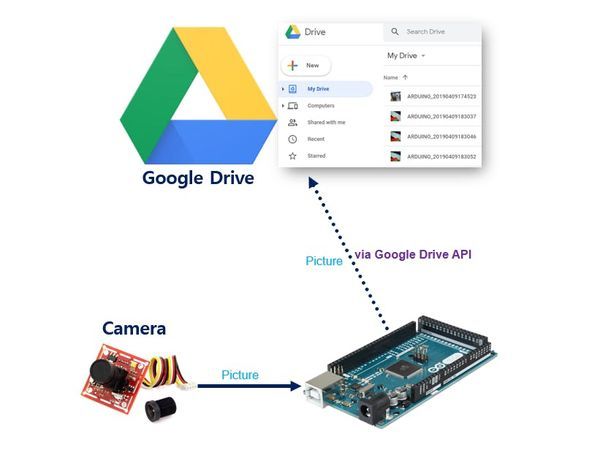 Drive
Search Drive
New
My Drive
Name
My Drive
Computers
Shared with me
Recent
Starred
ARDUINO_20190409174523
ARDUINO_20190409183037
ARDUINO_20190409183046
ARDUINO_20190409183052
Google Drive
via Google Drive API
Picture
Camera
Picture